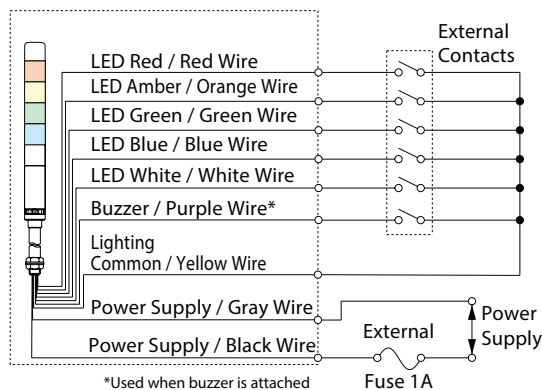 External
Contacts
LED Red / Red Wire
LED Amber / Orange Wire
LED Green / Green Wire
LED Blue / Blue Wire
LED White / White Wire
Buzzer / Purple Wire*
Lighting
Common / Yellow Wire
Power Supply / Gray Wire
Power
Supply
External
Power Supply / Black Wire
Fuse 1A
*Used when buzzer is attached